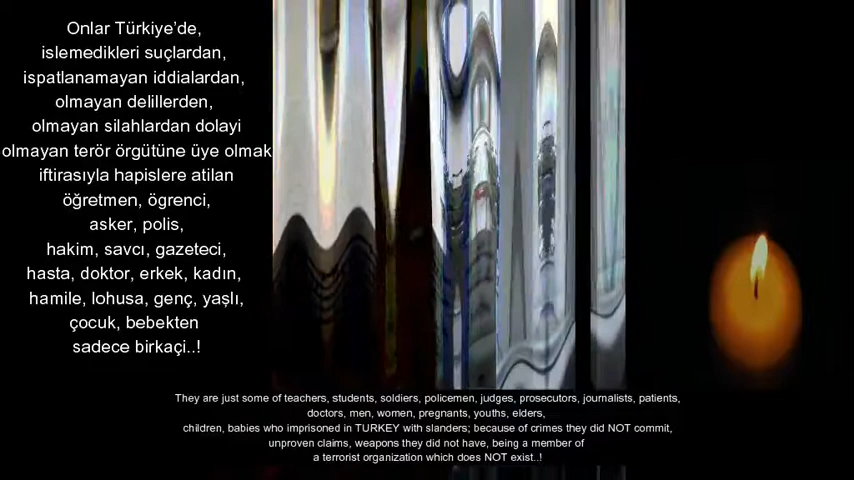 Onlar Türkiye’de,
islemedikleri suçlardan,
ispatlanamayan iddialardan,
olmayan delillerden,
olmayan silahlardan dolayi
olmayan terör örgütüne üye olmak
iftirasıyla hapislere atilan
öğretmen, ögrenci,
asker, polis,
hakim, savcı, gazeteci,
hasta, doktor, erkek, kadın,
hamile, lohusa, genç, yaşlı,
çocuk, bebekten
sadece birkaçi..!
They are just some of teachers, students, soldiers, policemen, judges, prosecutors, journalists, patients,
doctors, men, women, pregnants, youths, elders,
children, babies who imprisoned in TURKEY with slanders; because of crimes they did NOT commit,
unproven claims, weapons they did not have, being a member of
a terrorist organization which does NOT exist..!